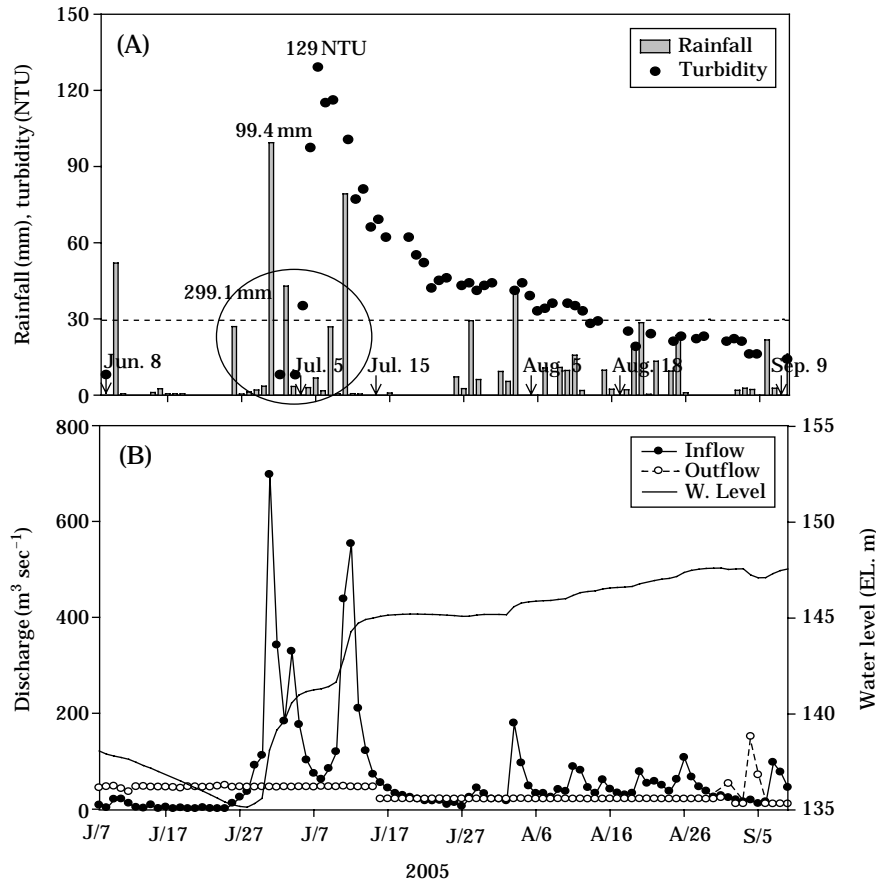 150
120
90
60
30
0
Rainfall (mm), turbidity (NTU)
(A)
129 NTU
Rainfall
Turbidity
99.4 mm
299.1 mm
Jun. 8
Jul. 5
Jul. 15
Aug. 5
Aug. 18
Sep. 9
800
600
400
200
0
Discharge (m³ sec⁻¹)
(B)
Inflow
Outflow
W. Level
155
150
145
140
135
Water level (EL. m)
J/7
J/17
J/27
J/7
J/17
J/27
A/6
A/16
A/26
S/5
2005